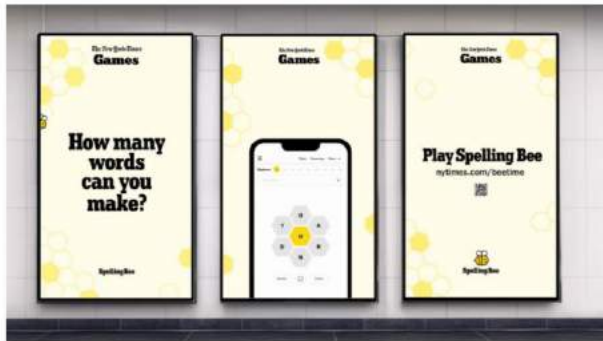 The New York Times
Games
How many
words
can you
make?
Spelling Bee
The New York Times
Games
T
N
The New York Times
Games
Play Spelling Bee
nytimes.com/beetime
Spelling Bee